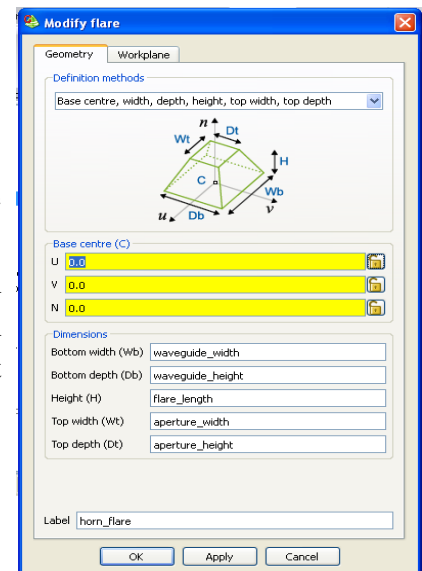 Modify flare
Geometry Workplane
Definition methods
Base centre, width, depth, height, top width, top depth
n
Wt Dt
H
C
Wb
u Db v
Base centre (C)
U 0.0
V 0.0
N 0.0
Dimensions
Bottom width (Wb) waveguide_width
Bottom depth (Db) waveguide_height
Height (H) flare_length
Top width (Wt) aperture_width
Top depth (Dt) aperture_height
Label horn_flare
OK Apply Cancel